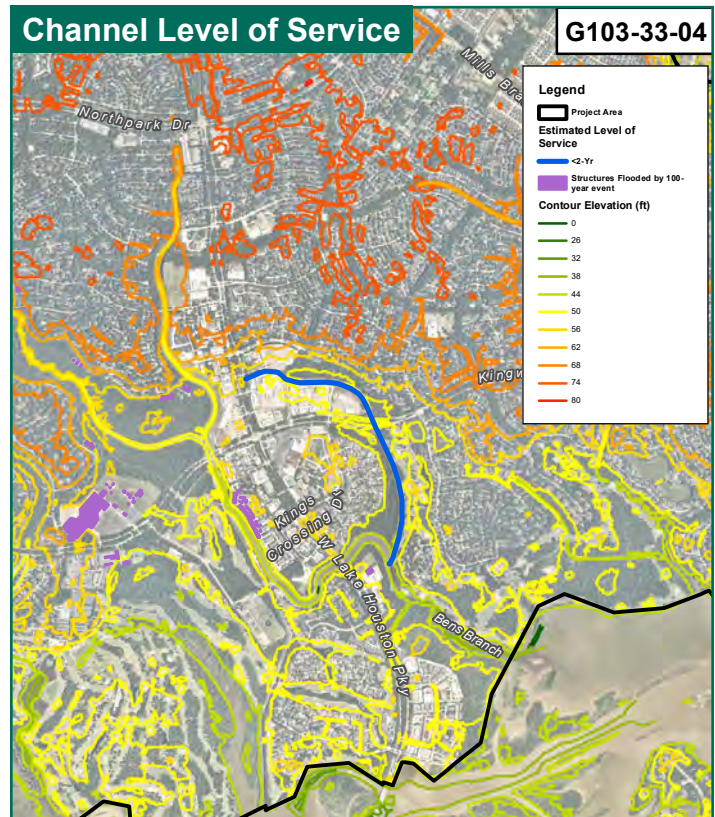 Channel Level of Service
G103-33-04
Northpark Dr
Legend
Project Area
Estimated Level of
Service
<2-Yr
Structures Flooded by 100-
year event
Contour Elevation (ft)
0
26
32
38
44
50
56
62
68
74
80
Kings
Crossing Dr
W Lake Houston Pky
Bens Branch